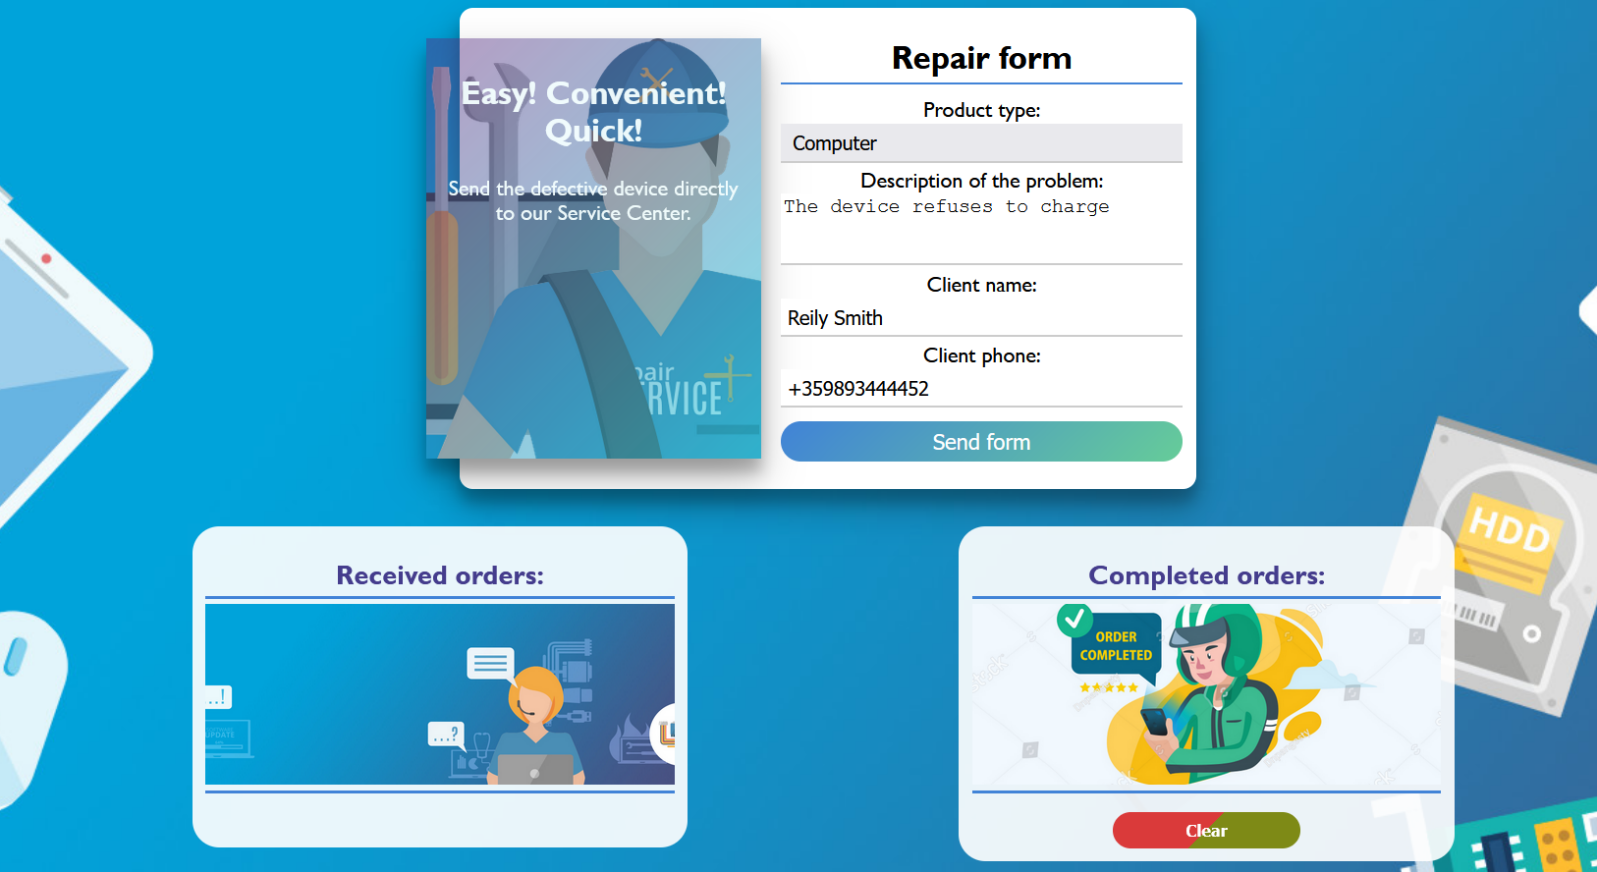 Easy! Convenient!
Quick!
Send the defective device directly
to our Service Center.
pair
RVICE
Repair form
Product type:
Computer
Description of the problem:
The device refuses to charge
Client name:
Reily Smith
Client phone:
+359893444452
Send form
HDD
Received orders:
...!
UPDATE
...?
Completed orders:
ORDER
COMPLETED
Clear